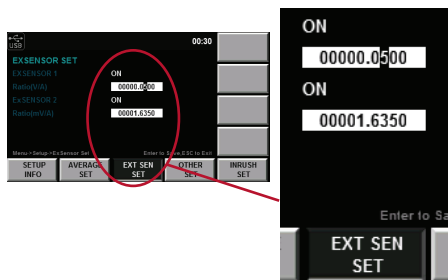 USB 00:30
EXSENSOR SET
EXSENSOR 1 ON
Ratio(V/A) 00000.0500
ExSENSOR 2 ON
Ratio(mV/A) 00001.6350
Menu->Setup->ExSensor Set Enter to Save ESC to Exit
SETUP INFO
AVERAGE SET
EXT SEN SET
OTHER SET
INRUSH SET
ON
00000.0500
ON
00001.6350
Enter to Sa
EXT SEN
SET